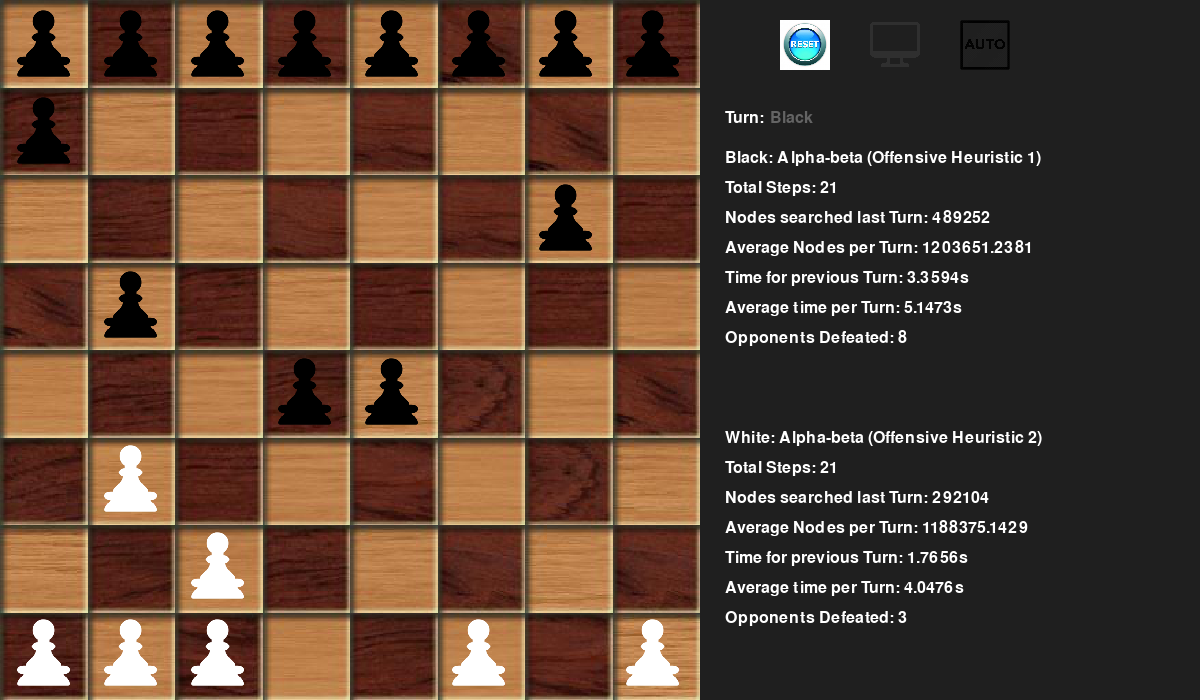 RESET
AUTO
Turn: Black
Black: Alpha-beta (Offensive Heuristic 1)
Total Steps: 21
Nodes searched last Turn: 489252
Average Nodes per Turn: 1203651.2381
Time for previous Turn: 3.3594s
Average time per Turn: 5.1473s
Opponents Defeated: 8
White: Alpha-beta (Offensive Heuristic 2)
Total Steps: 21
Nodes searched last Turn: 292104
Average Nodes per Turn: 1188375.1429
Time for previous Turn: 1.7656s
Average time per Turn: 4.0476s
Opponents Defeated: 3